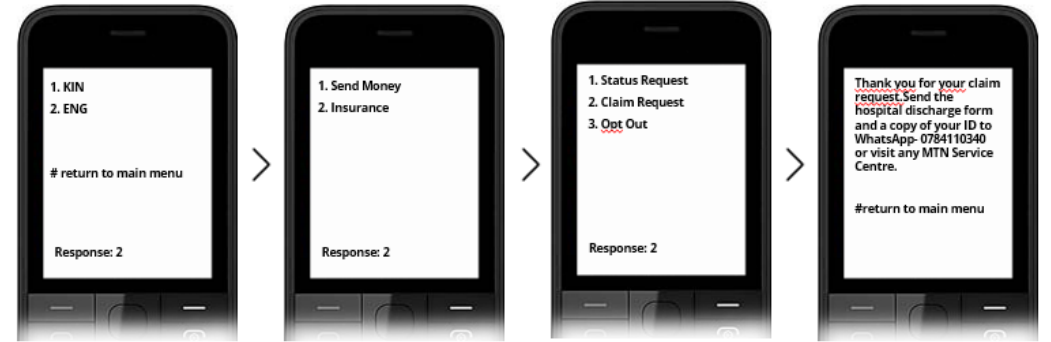 1. KIN
2. ENG
# return to main menu
Response: 2
1. Send Money
2. Insurance
Response: 2
1. Status Request
2. Claim Request
3. Opt Out
Response: 2
Thank you for your claim
request.Send the
hospital discharge form
and a copy of your ID to
WhatsApp- 0784110340
or visit any MTN Service
Centre.
#return to main menu